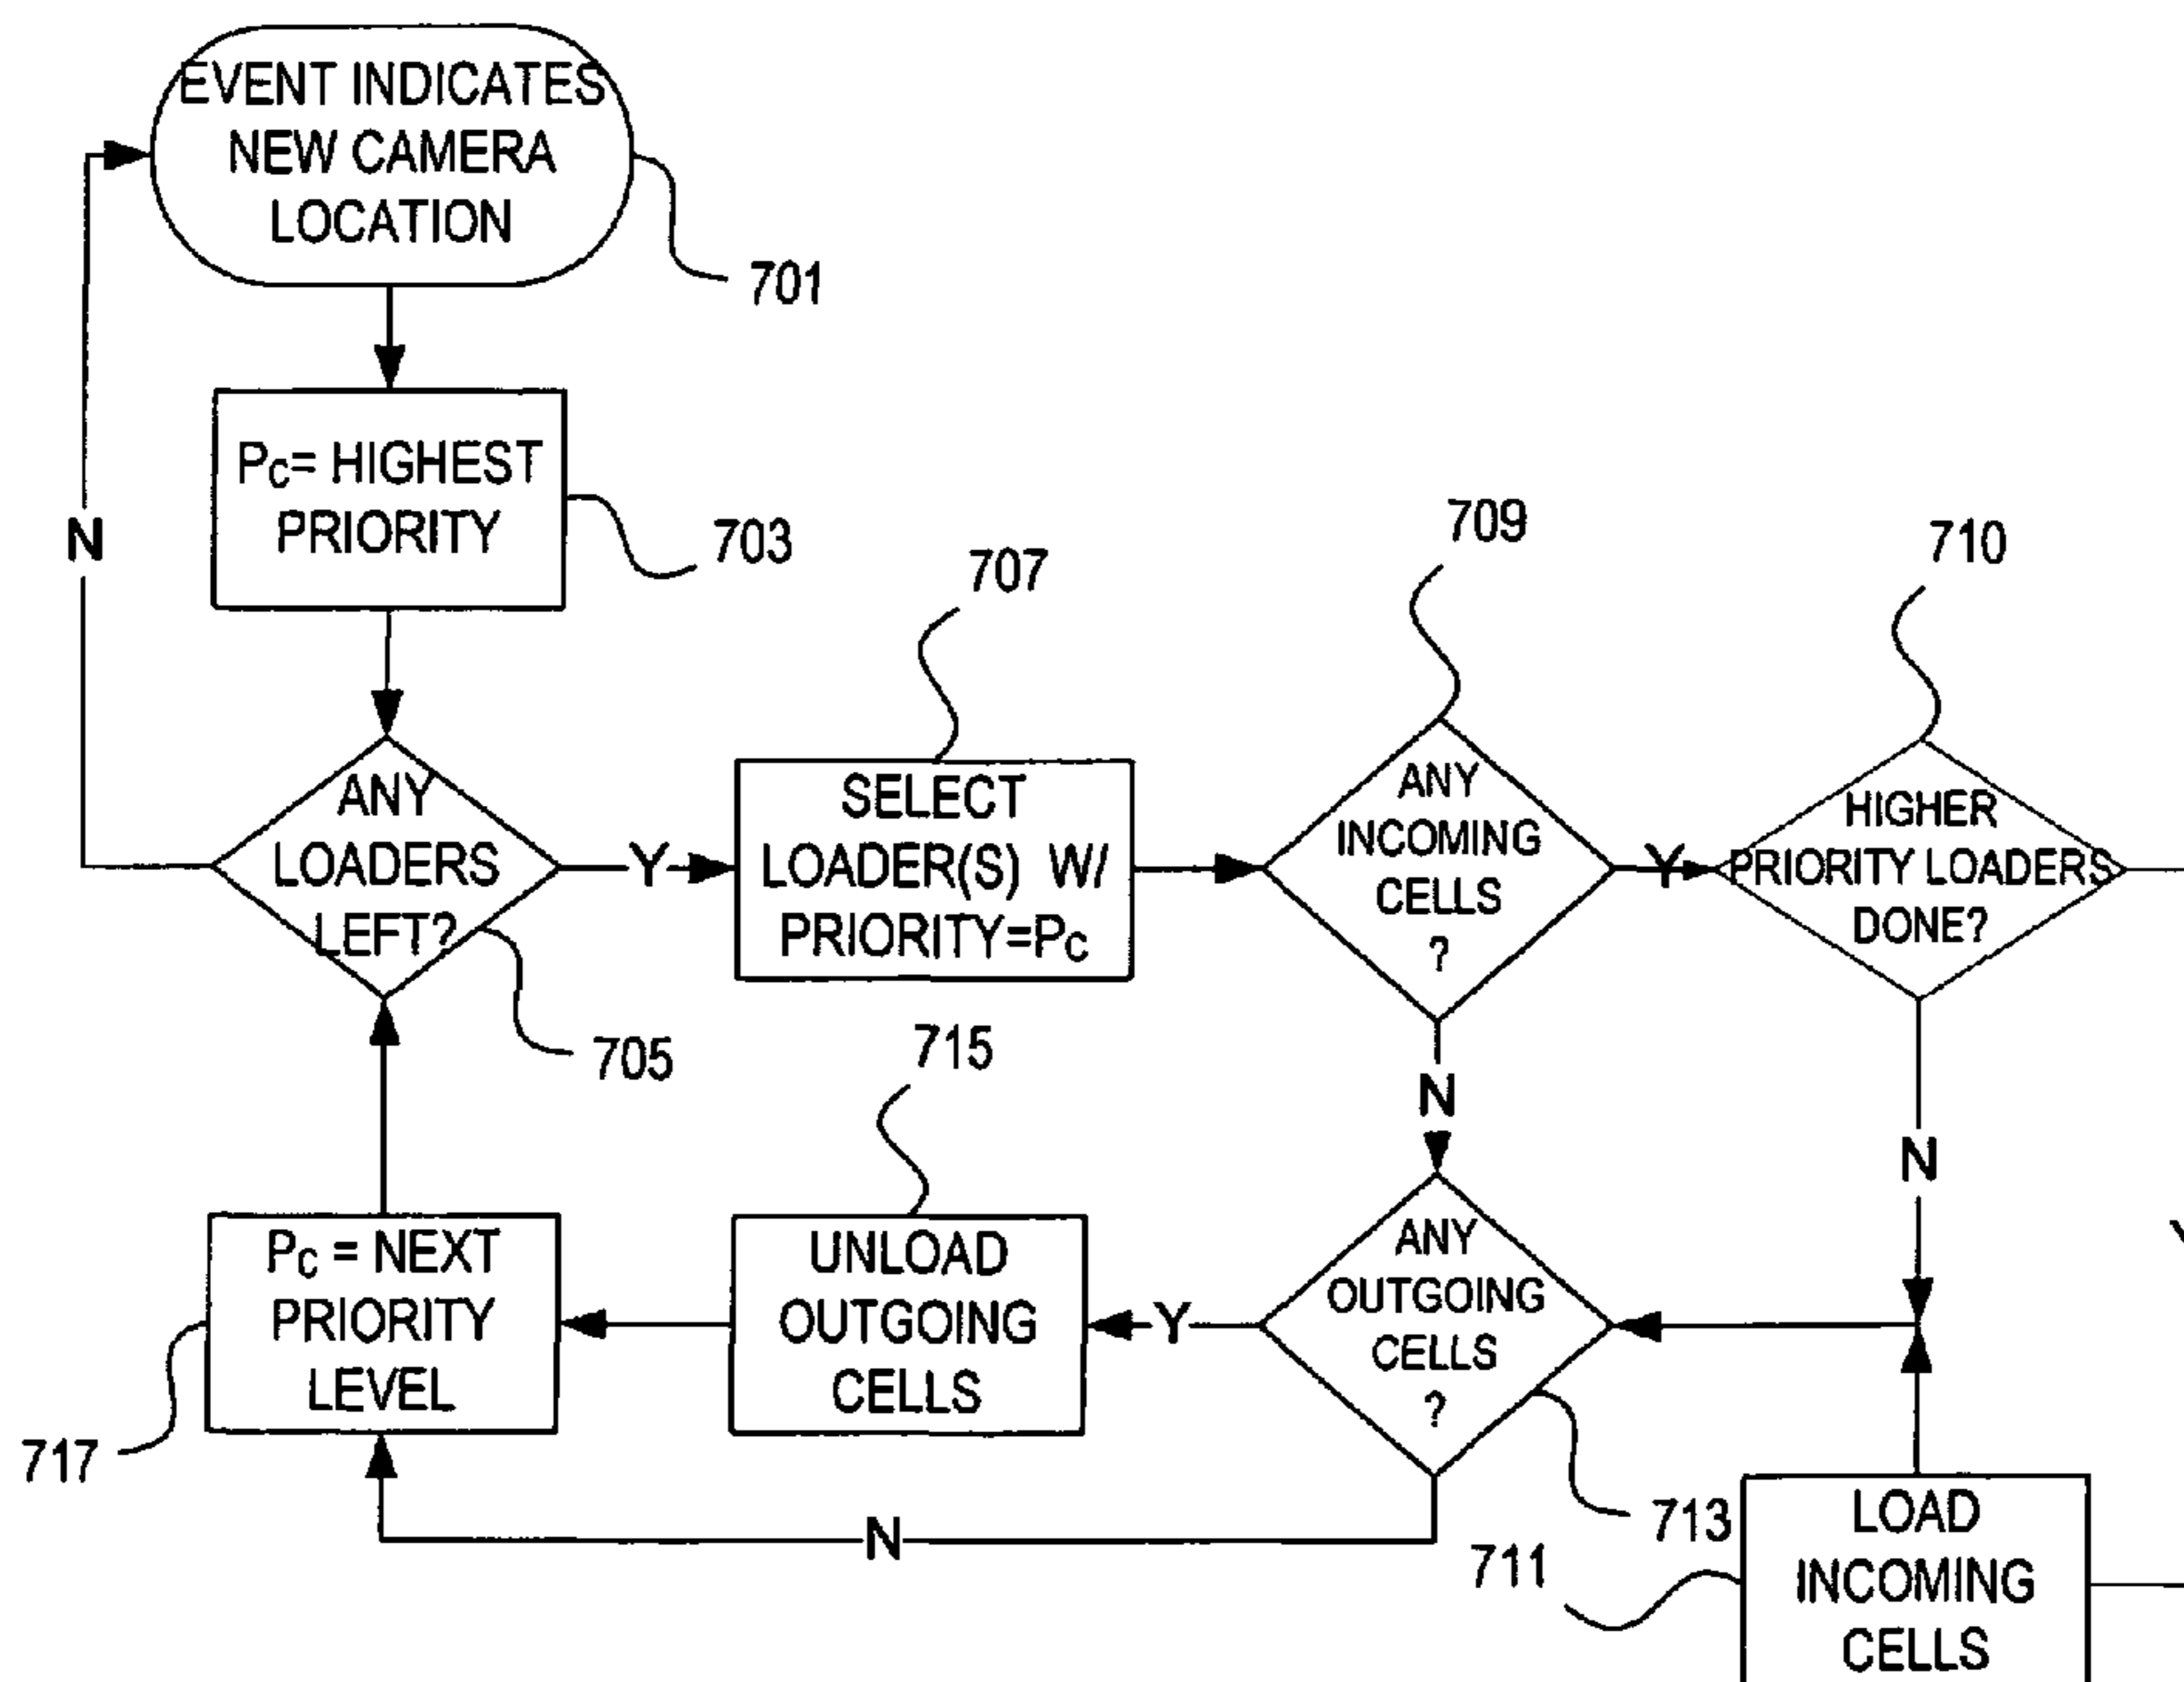 EVENT INDICATES
NEW CAMERA
LOCATION
701
Pc= HIGHEST
PRIORITY
703
N
ANY
LOADERS
LEFT?
705
Y
707
SELECT
LOADER(S) W/
PRIORITY=Pc
709
ANY
INCOMING
CELLS
?
Y
710
HIGHER
PRIORITY LOADERS
DONE?
N
N
Y
715
ANY
OUTGOING
CELLS
?
713
Y
UNLOAD
OUTGOING
CELLS
Pc = NEXT
PRIORITY
LEVEL
717
N
711
LOAD
INCOMING
CELLS